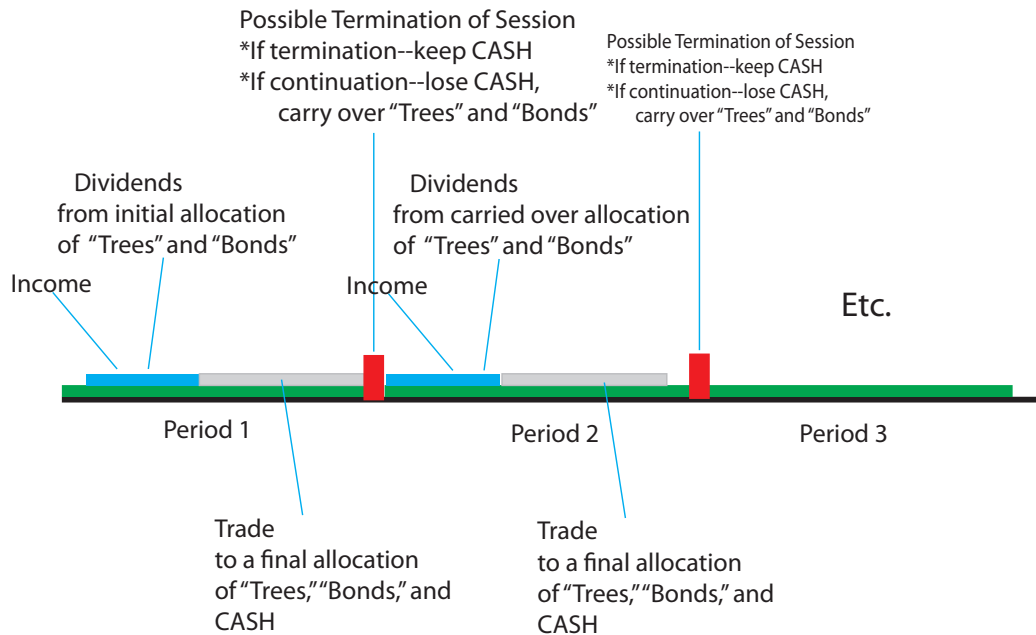 Possible Termination of Session
*If termination--keep CASH
*If continuation--lose CASH,
carry over “Trees” and “Bonds”
Possible Termination of Session
*If termination--keep CASH
*If continuation--lose CASH,
carry over “Trees” and “Bonds”
Dividends
from initial allocation
of “Trees” and “Bonds”
Income
Dividends
from carried over allocation
of “Trees” and “Bonds”
Income
Etc.
Period 1
Period 2
Period 3
Trade
to a final allocation
of “Trees,” “Bonds,” and
CASH
Trade
to a final allocation
of “Trees,” “Bonds,” and
CASH